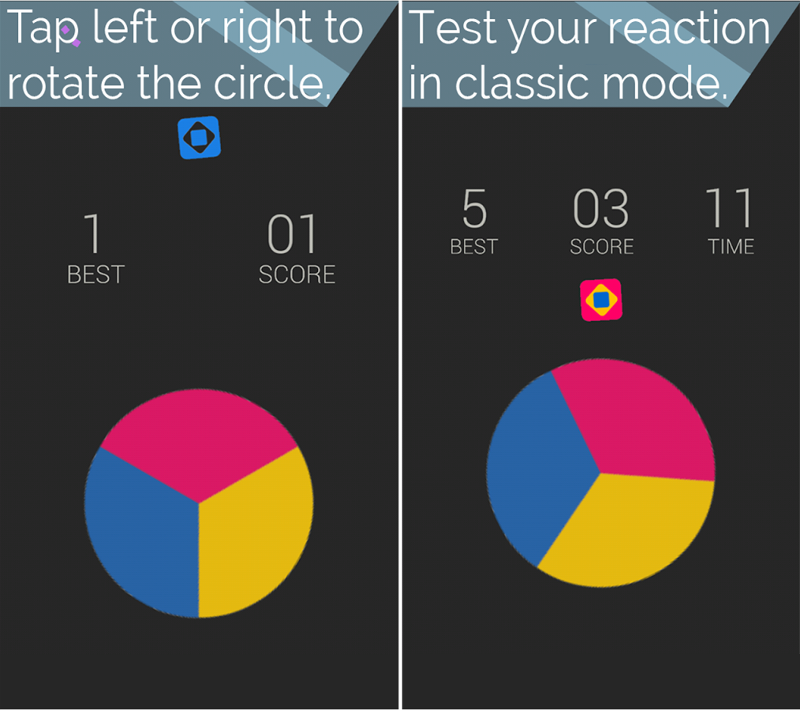 Tap left or right to
rotate the circle.
1
BEST
01
SCORE
Test your reaction
in classic mode.
5
BEST
03
SCORE
11
TIME